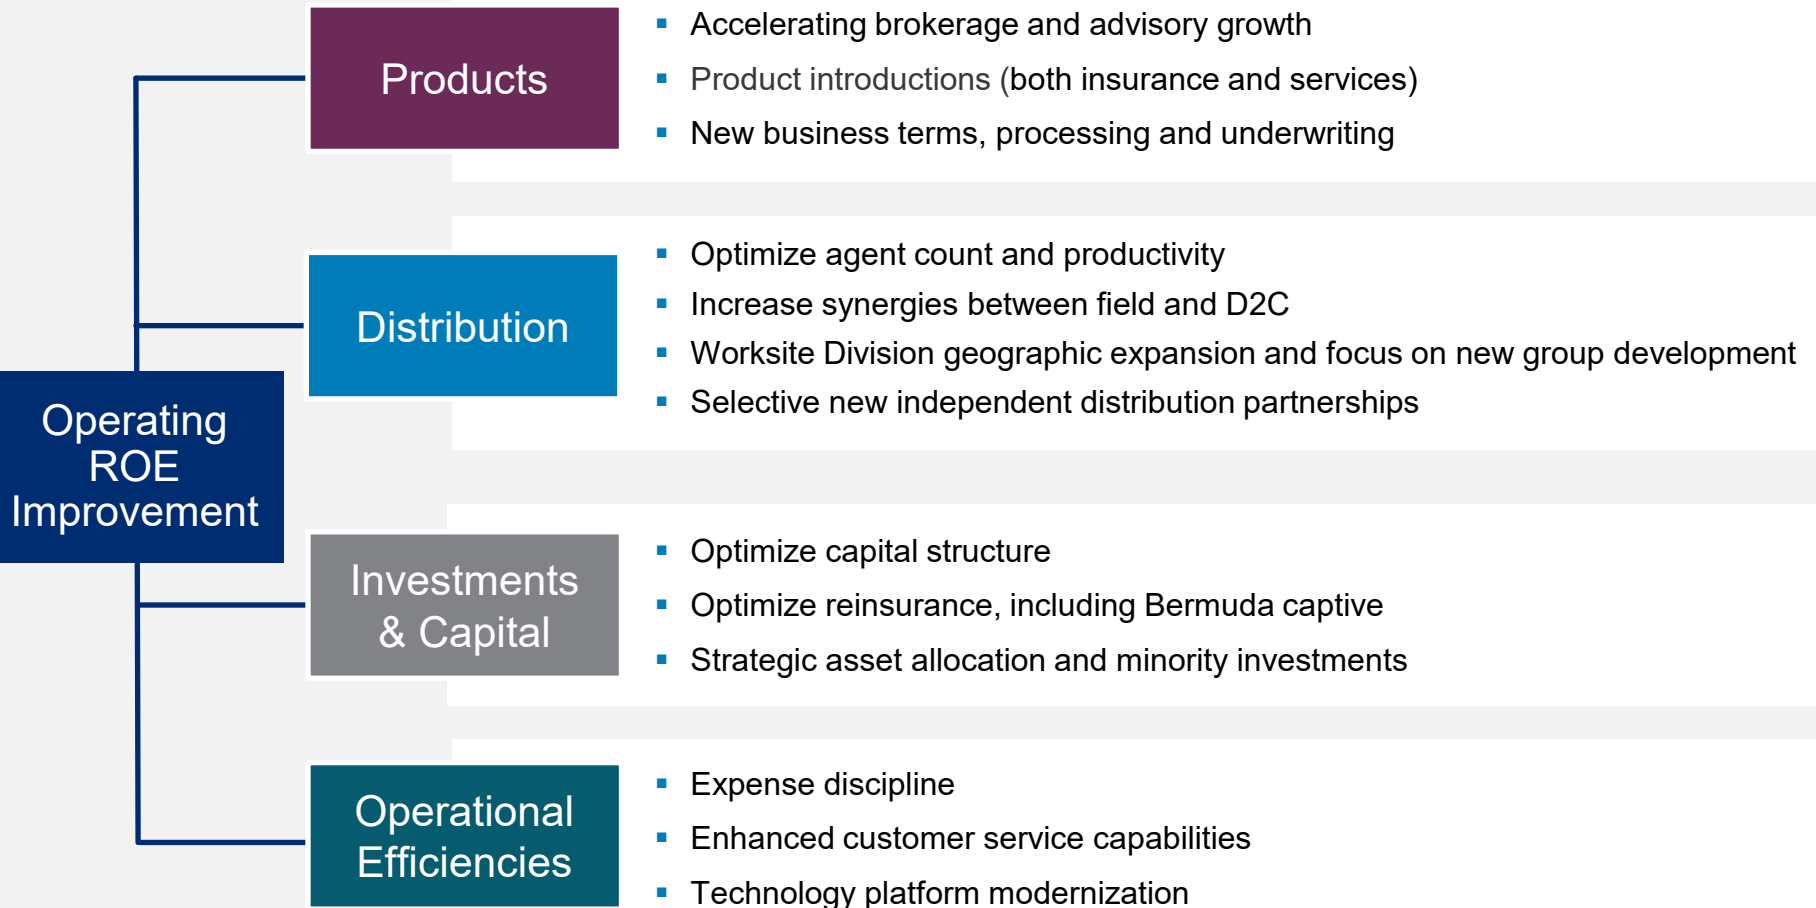 Products
Accelerating brokerage and advisory growth
Product introductions (both insurance and services)
New business terms, processing and underwriting
Distribution
Optimize agent count and productivity
Increase synergies between field and D2C
Worksite Division geographic expansion and focus on new group development
Selective new independent distribution partnerships
Operating
ROE
Improvement
Investments
& Capital
Optimize capital structure
Optimize reinsurance, including Bermuda captive
Strategic asset allocation and minority investments
Operational
Efficiencies
Expense discipline
Enhanced customer service capabilities
Technology platform modernization